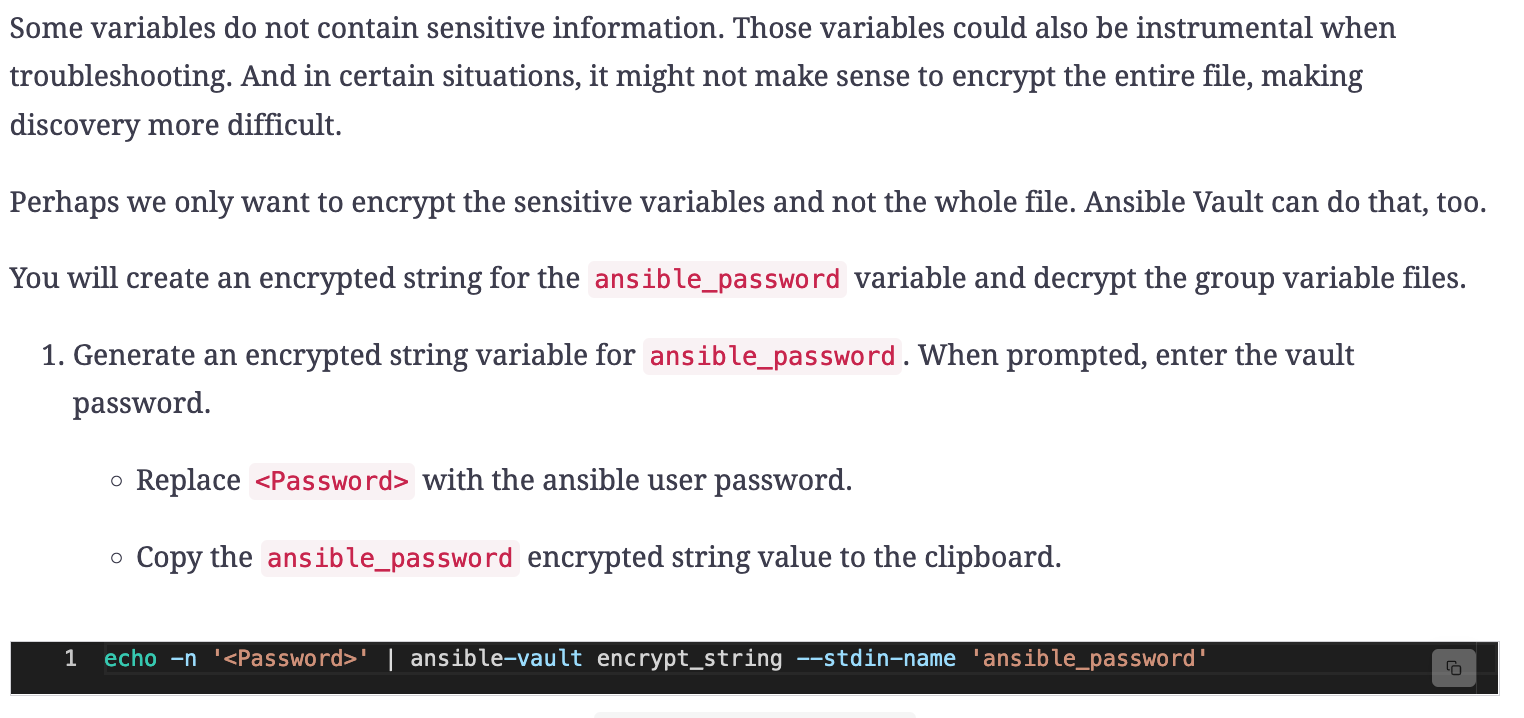 Some variables do not contain sensitive information. Those variables could also be instrumental when
troubleshooting. And in certain situations, it might not make sense to encrypt the entire file, making
discovery more difficult.
Perhaps we only want to encrypt the sensitive variables and not the whole file. Ansible Vault can do that, too.
You will create an encrypted string for the ansible_password variable and decrypt the group variable files.
1. Generate an encrypted string variable for ansible_password. When prompted, enter the vault
password.
◦ Replace <Password> with the ansible user password.
◦ Copy the ansible_password encrypted string value to the clipboard.
1 echo -n '<Password>' | ansible-vault encrypt_string --stdin-name 'ansible_password'